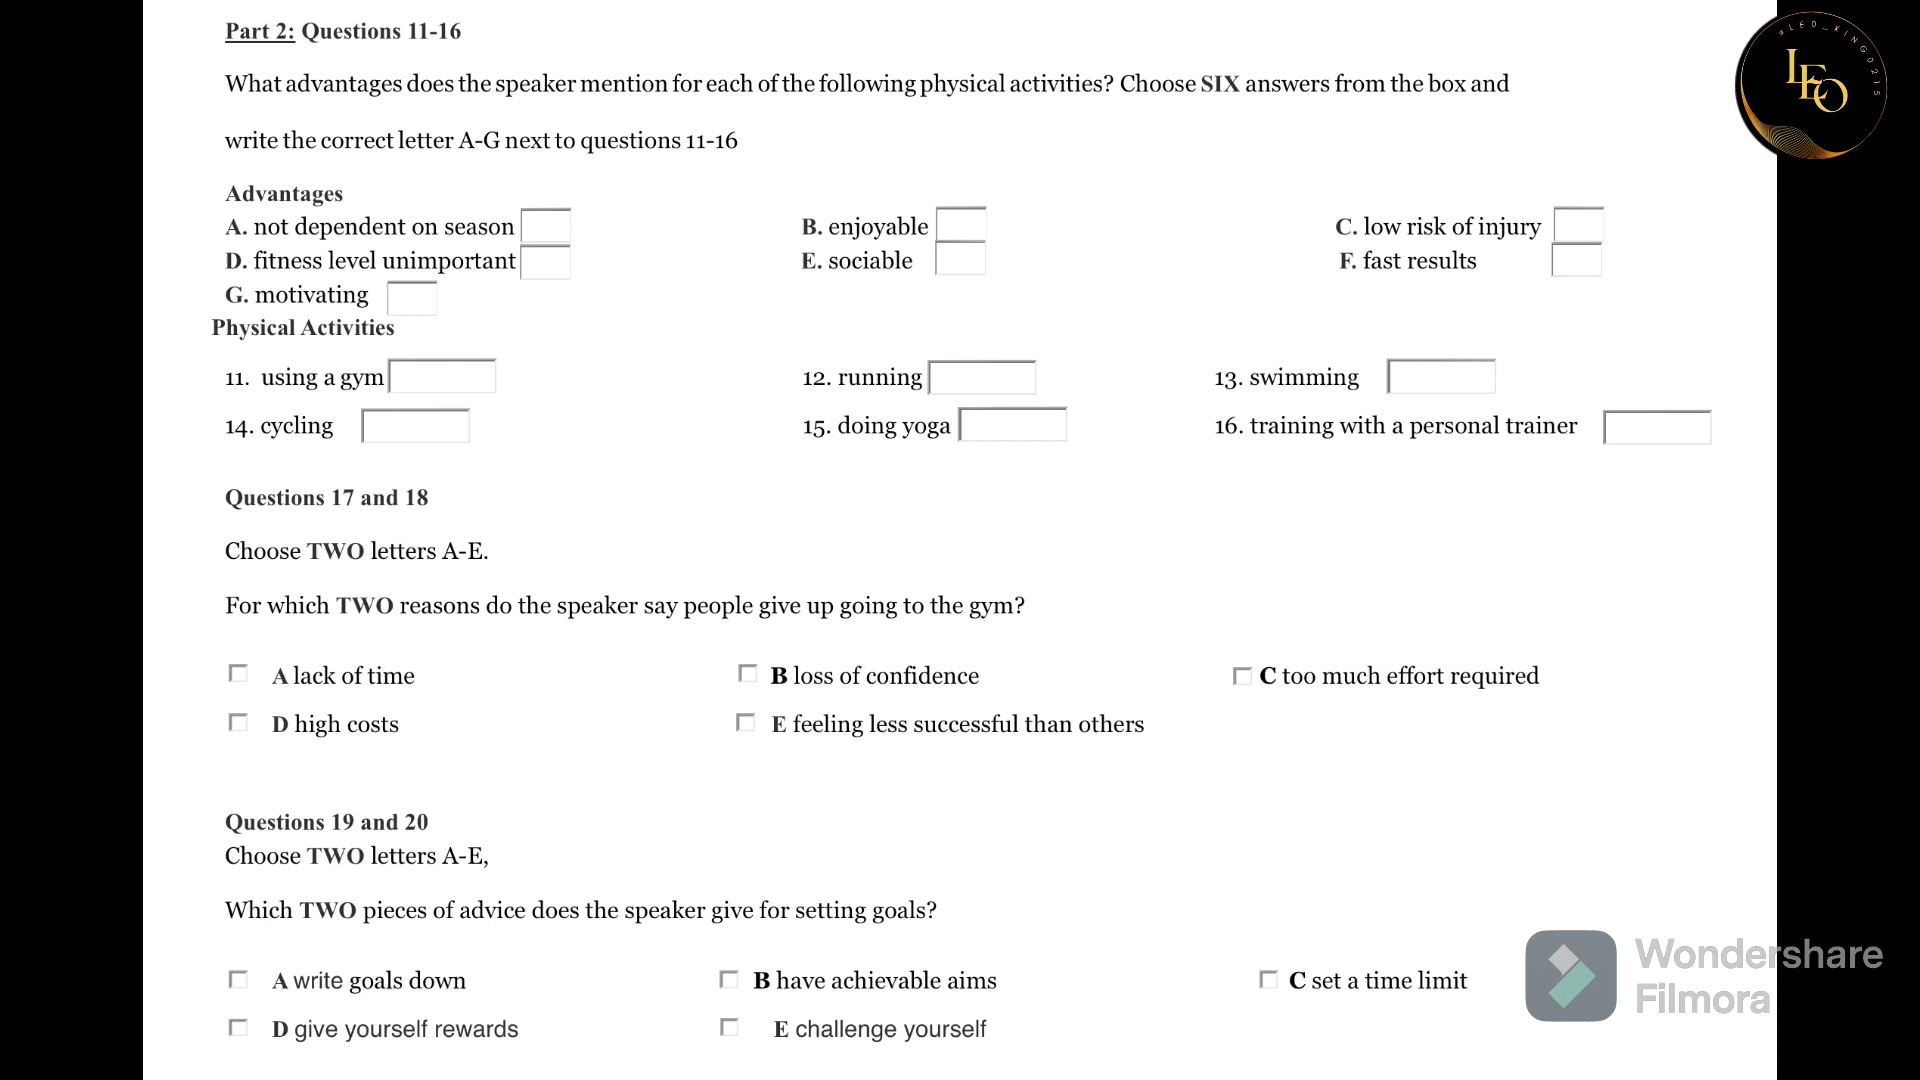 Part 2: Questions 11-16
What advantages does the speaker mention for each of the following physical activities? Choose SIX answers from the box and
write the correct letter A-G next to questions 11-16
Advantages
A. not dependent on season B. enjoyable C. low risk of injury
D. fitness level unimportant E. sociable F. fast results
G. motivating
Physical Activities
11. using a gym 12. running 13. swimming
14. cycling 15. doing yoga 16. training with a personal trainer
Questions 17 and 18
Choose TWO letters A-E.
For which TWO reasons do the speaker say people give up going to the gym?
A lack of time B loss of confidence C too much effort required
D high costs E feeling less successful than others
Questions 19 and 20
Choose TWO letters A-E,
Which TWO pieces of advice does the speaker give for setting goals?
A write goals down B have achievable aims C set a time limit
D give yourself rewards E challenge yourself
LEO_KING0215
LEO
Wondershare
Filmora